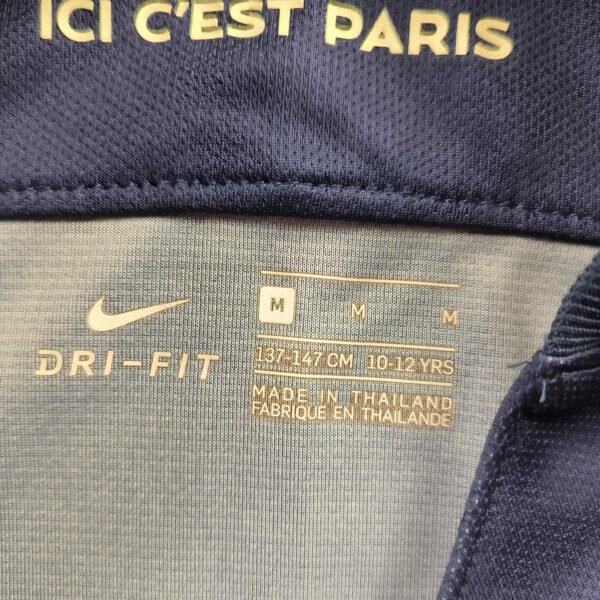 ICI C'EST PARIS
DRI-FIT
M M M
137-147 CM 10-12 YRS
MADE IN THAILAND
FABRIQUE EN THAILANDE